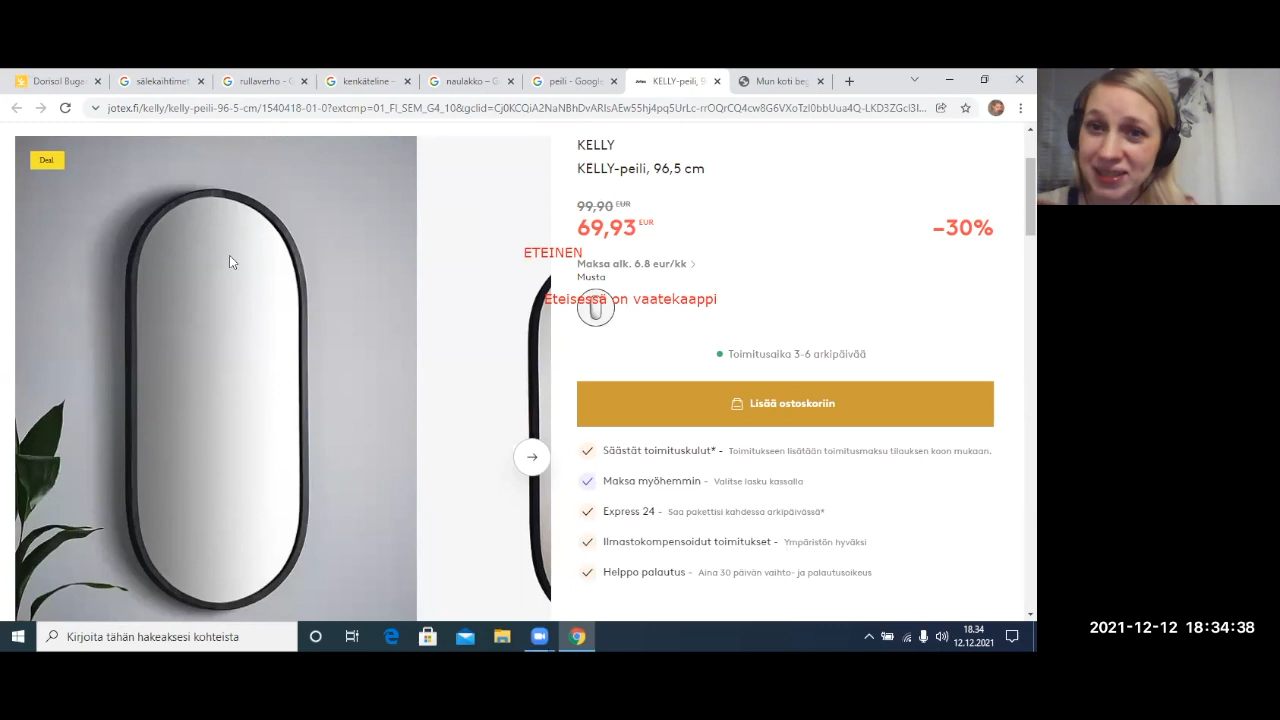 Dorisol Buga
sälekaihtimet
rullaverho - G
kenkäteline -
naulakko – G
peili - Google
KELLY-peili, 9
Mun koti beg
jotex.fi/kelly/kelly-peili-96-5-cm/1540418-01-0?extcmp=01_FI_SEM_G4_1()&gclid=
Deal
KELLY
KELLY-peili, 96,5 cm
99,90 EUR
69,93 EUR
–30%
ETEINEN
Maksa alk. 6.8 eur/kk
Musta
Eteisessä on vaatekaappi
Toimitusaika 3-6 arkipäivää
Lisää ostoskoriin
Säästät toimituskulut* - Toimitukseen lisätään toimitusmaksu tilauksen koon mukaan.
Maksa myöhemmin - Valitse lasku kassalla
Express 24 - Saa pakettisi kahdessa arkipäivässä*
Ilmastokompensoidut toimitukset - Ympäristön hyväksi
Helppo palautus - Aina 30 päivän vaihto- ja palautusoikeus
Kirjoita tähän hakeaksesi kohteista
18.34
12.12.2021
2021-12-12 18:34:38